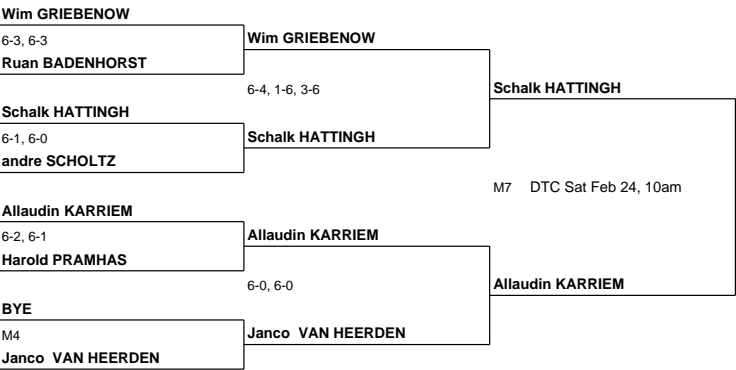 Wim GRIEBENOW
6-3, 6-3
Ruan BADENHORST
Schalk HATTINGH
6-1, 6-0
andre SCHOLTZ
Allaudin KARRIEM
6-2, 6-1
Harold PRAMHAS
BYE
M4
Janco VAN HEERDEN
Wim GRIEBENOW
6-4, 1-6, 3-6
Schalk HATTINGH
Allaudin KARRIEM
6-0, 6-0
Janco VAN HEERDEN
Schalk HATTINGH
M7 DTC Sat Feb 24, 10am
Allaudin KARRIEM